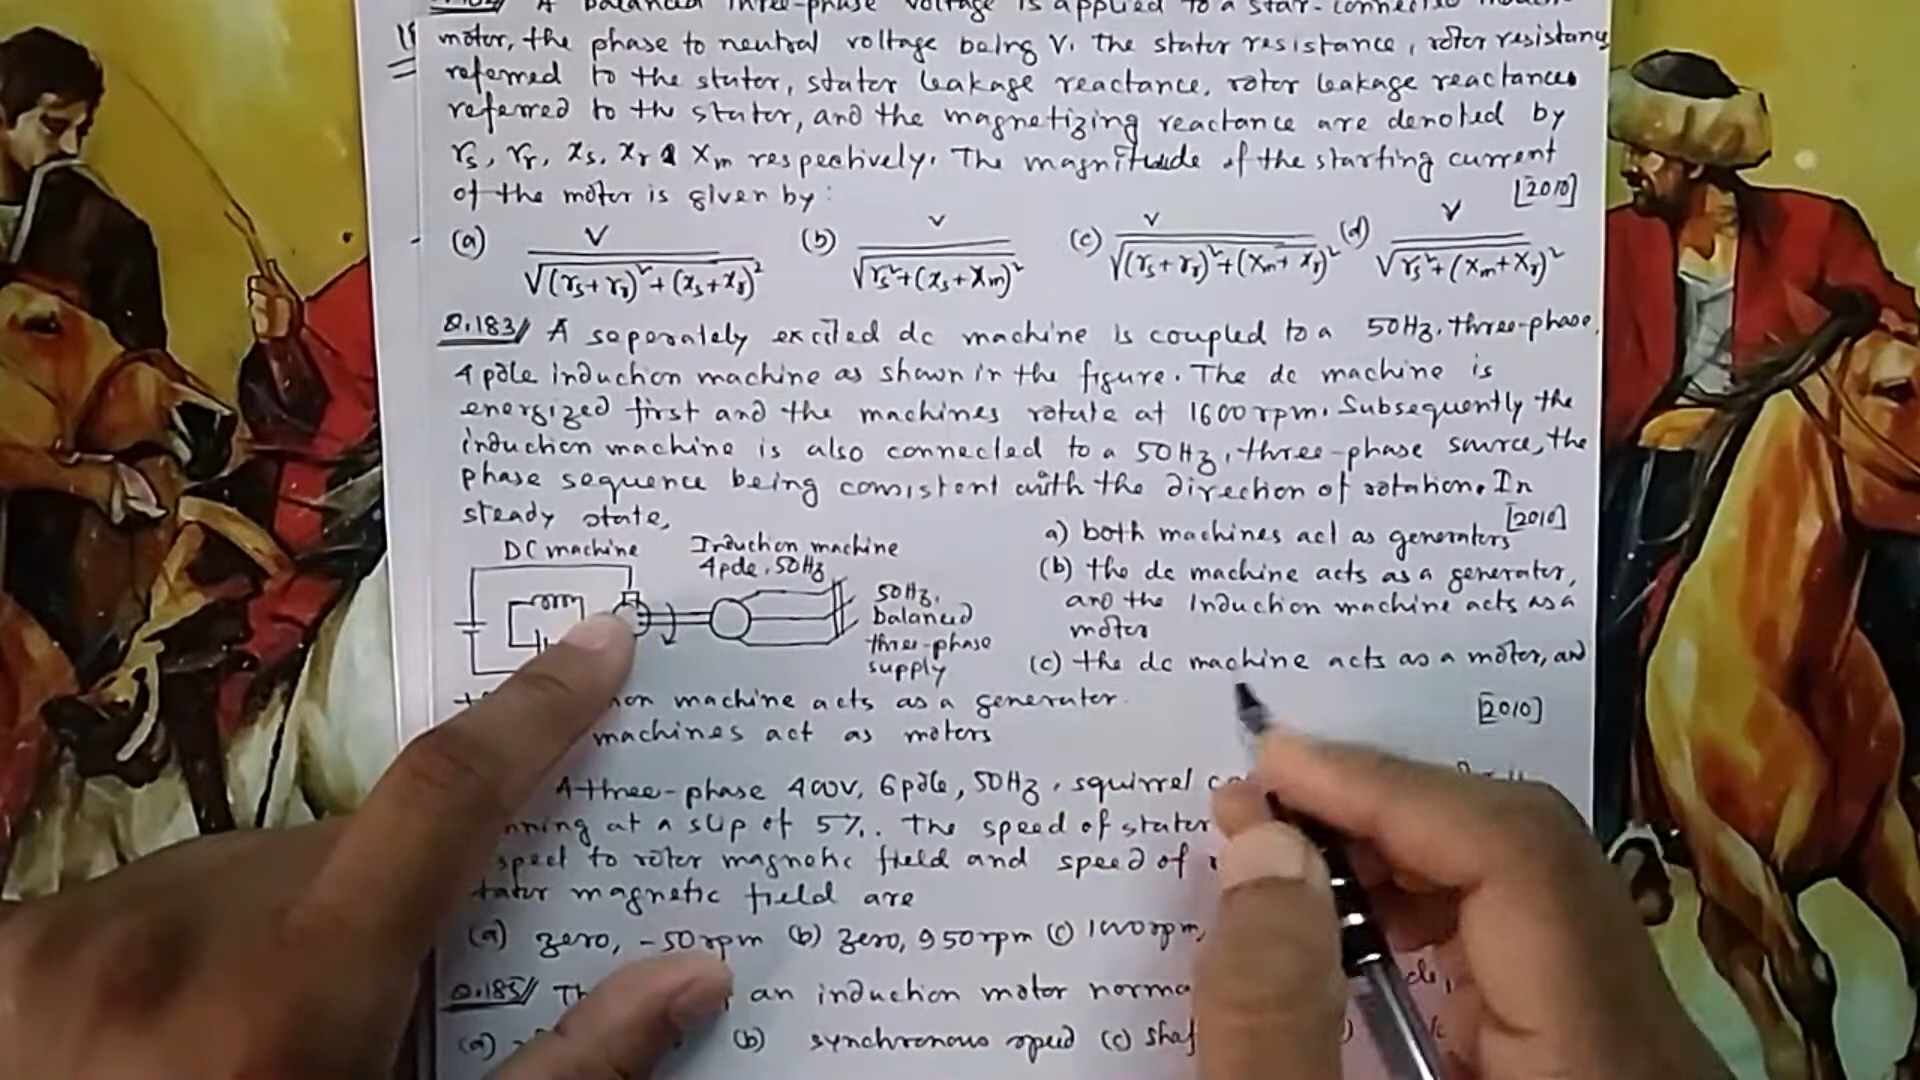 A balanced three-phase voltage is applied to a star-connected
motor, the phase to neutral voltage being V. The stator resistance, rotor resistance
referred to the stator, stator leakage reactance, rotor leakage reactances
referred to the stator, and the magnetizing reactance are denoted by
rs, rr, xs, xr & Xm respectively. The magnitude of the starting current
of the motor is given by: [2010]
(a) V/√(rs+rr)²+(xs+xr)² (b) V/√rs²+(xs+Xm)² (c) V/√(rs+rr)²+(Xm+Xr)² (d) V/√rs²+(Xm+Xr)²
Q.183// A seperately excited dc machine is coupled to a 50Hz, three-phase,
4 pole induction machine as shown in the figure. The dc machine is
energized first and the machines rotate at 1600 rpm. Subsequently the
induction machine is also connected to a 50Hz, three-phase source, the
phase sequence being consistent with the direction of rotation. In
steady state, [2010]
DC machine
Induction machine
4 pole, 50Hz
50Hz,
balanced
three-phase
supply
a) both machines act as generators
(b) the dc machine acts as a generator,
and the Induction machine acts as a
motor
(c) the dc machine acts as a motor, and
machine acts as a generator. [2010]
machines act as motors
A three-phase 400V, 6 pole, 50Hz, squirrel
at a slip of 5%. The speed of stator
to rotor magnetic field and speed of
magnetic field are
(a) zero, -50rpm (b) zero, 950rpm (c) 1000rpm,
Q.185// an induction motor
(a) (b) synchronous speed (c)